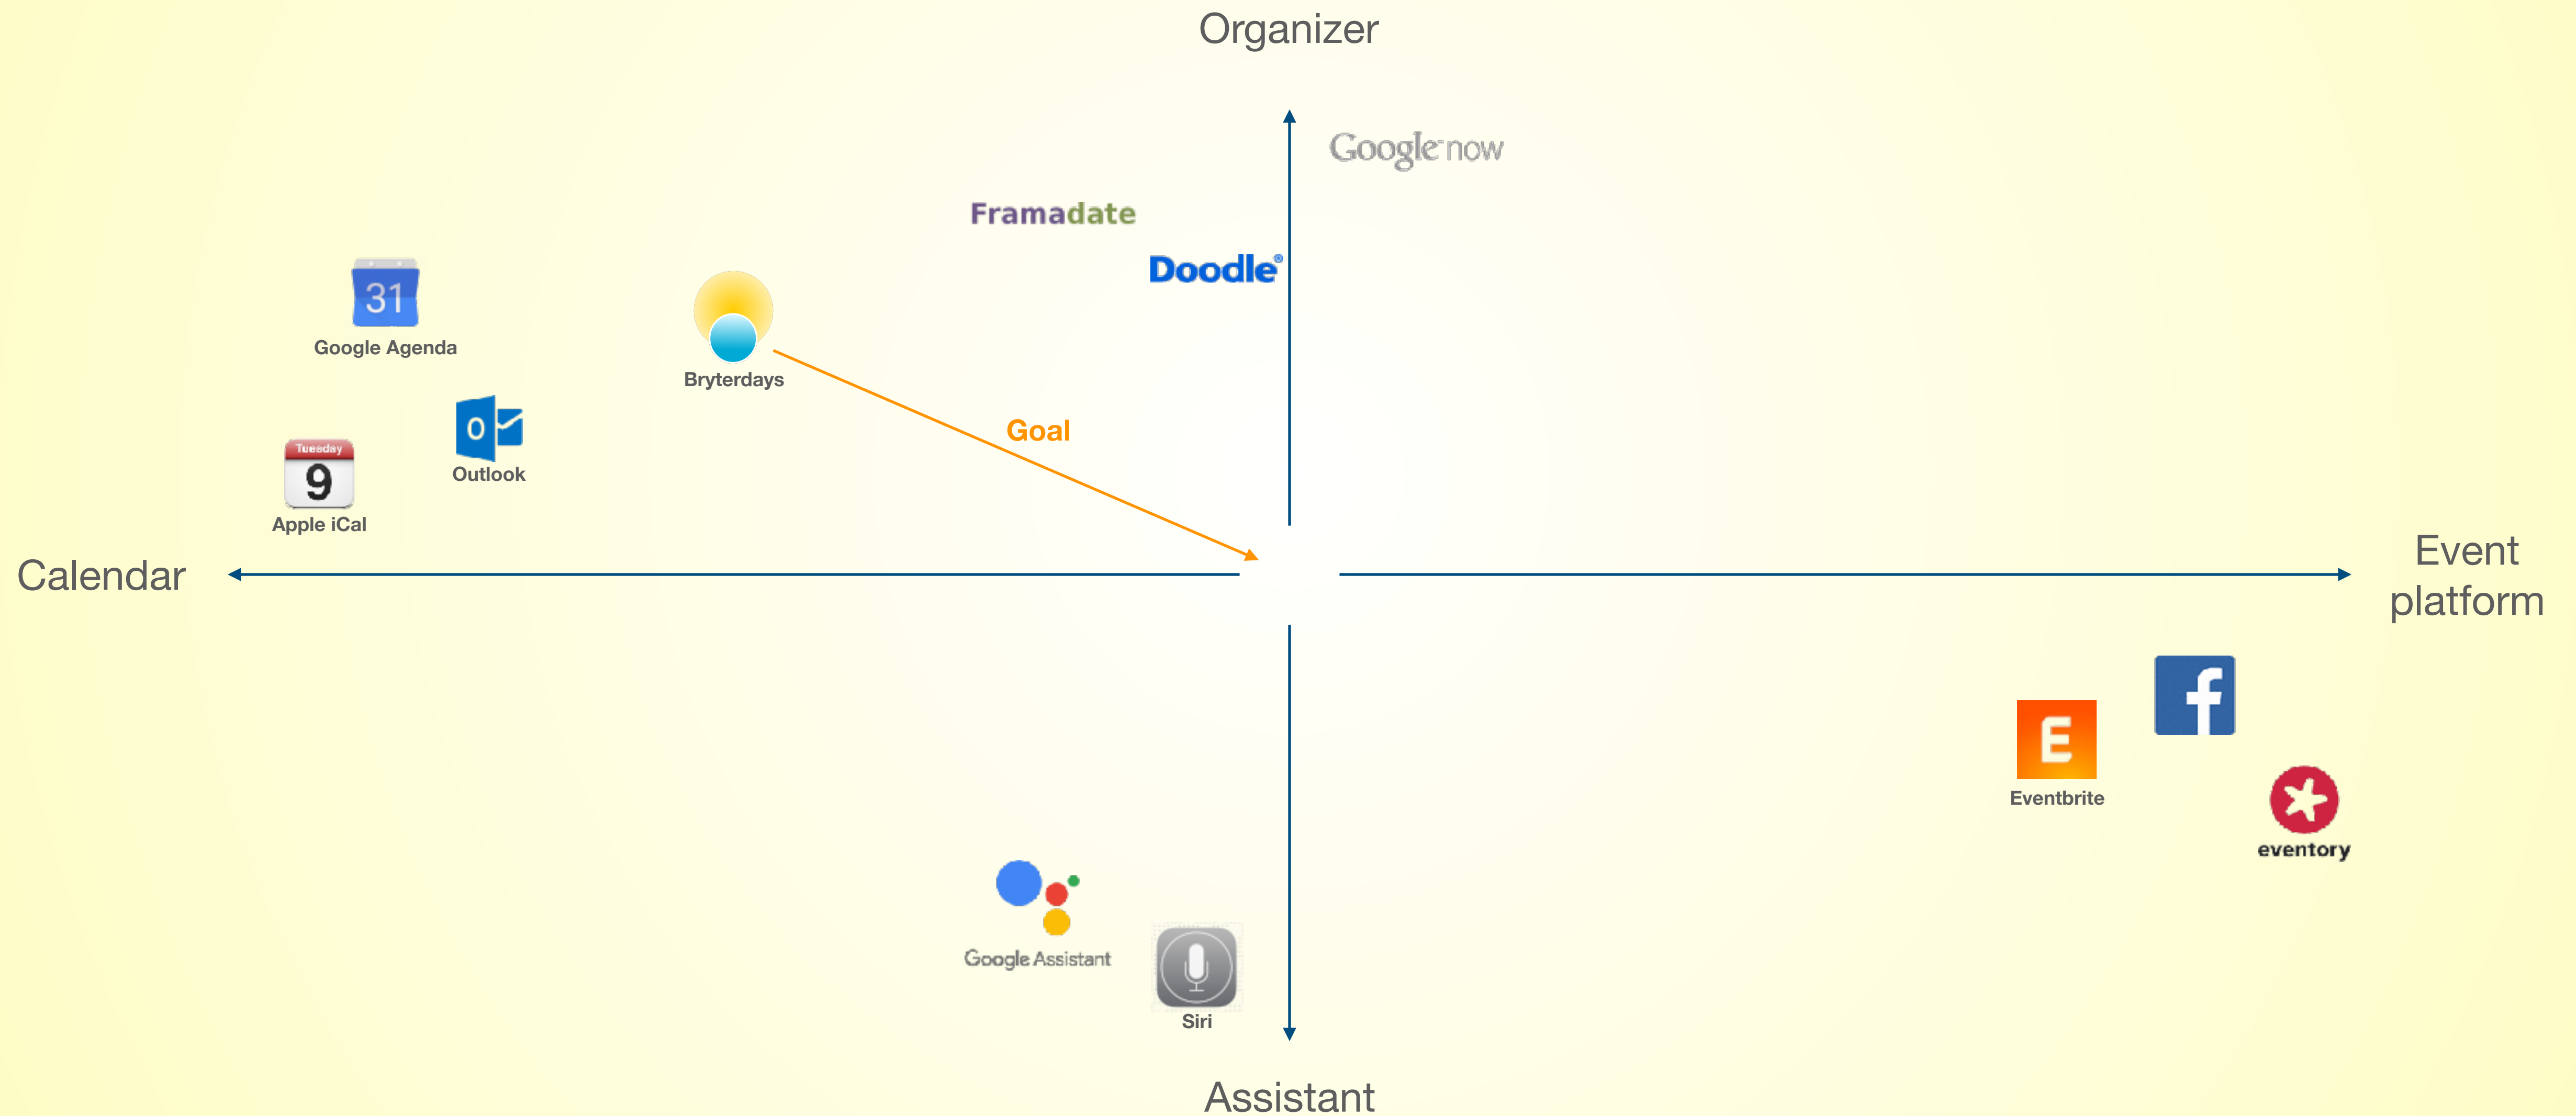 Organizer
Google now
Framadate
Doodle®
31
Google Agenda
Bryterdays
Goal
Outlook
Tuesday
9
Apple iCal
Calendar
Event
platform
f
E
Eventbrite
eventory
Google Assistant
Siri
Assistant